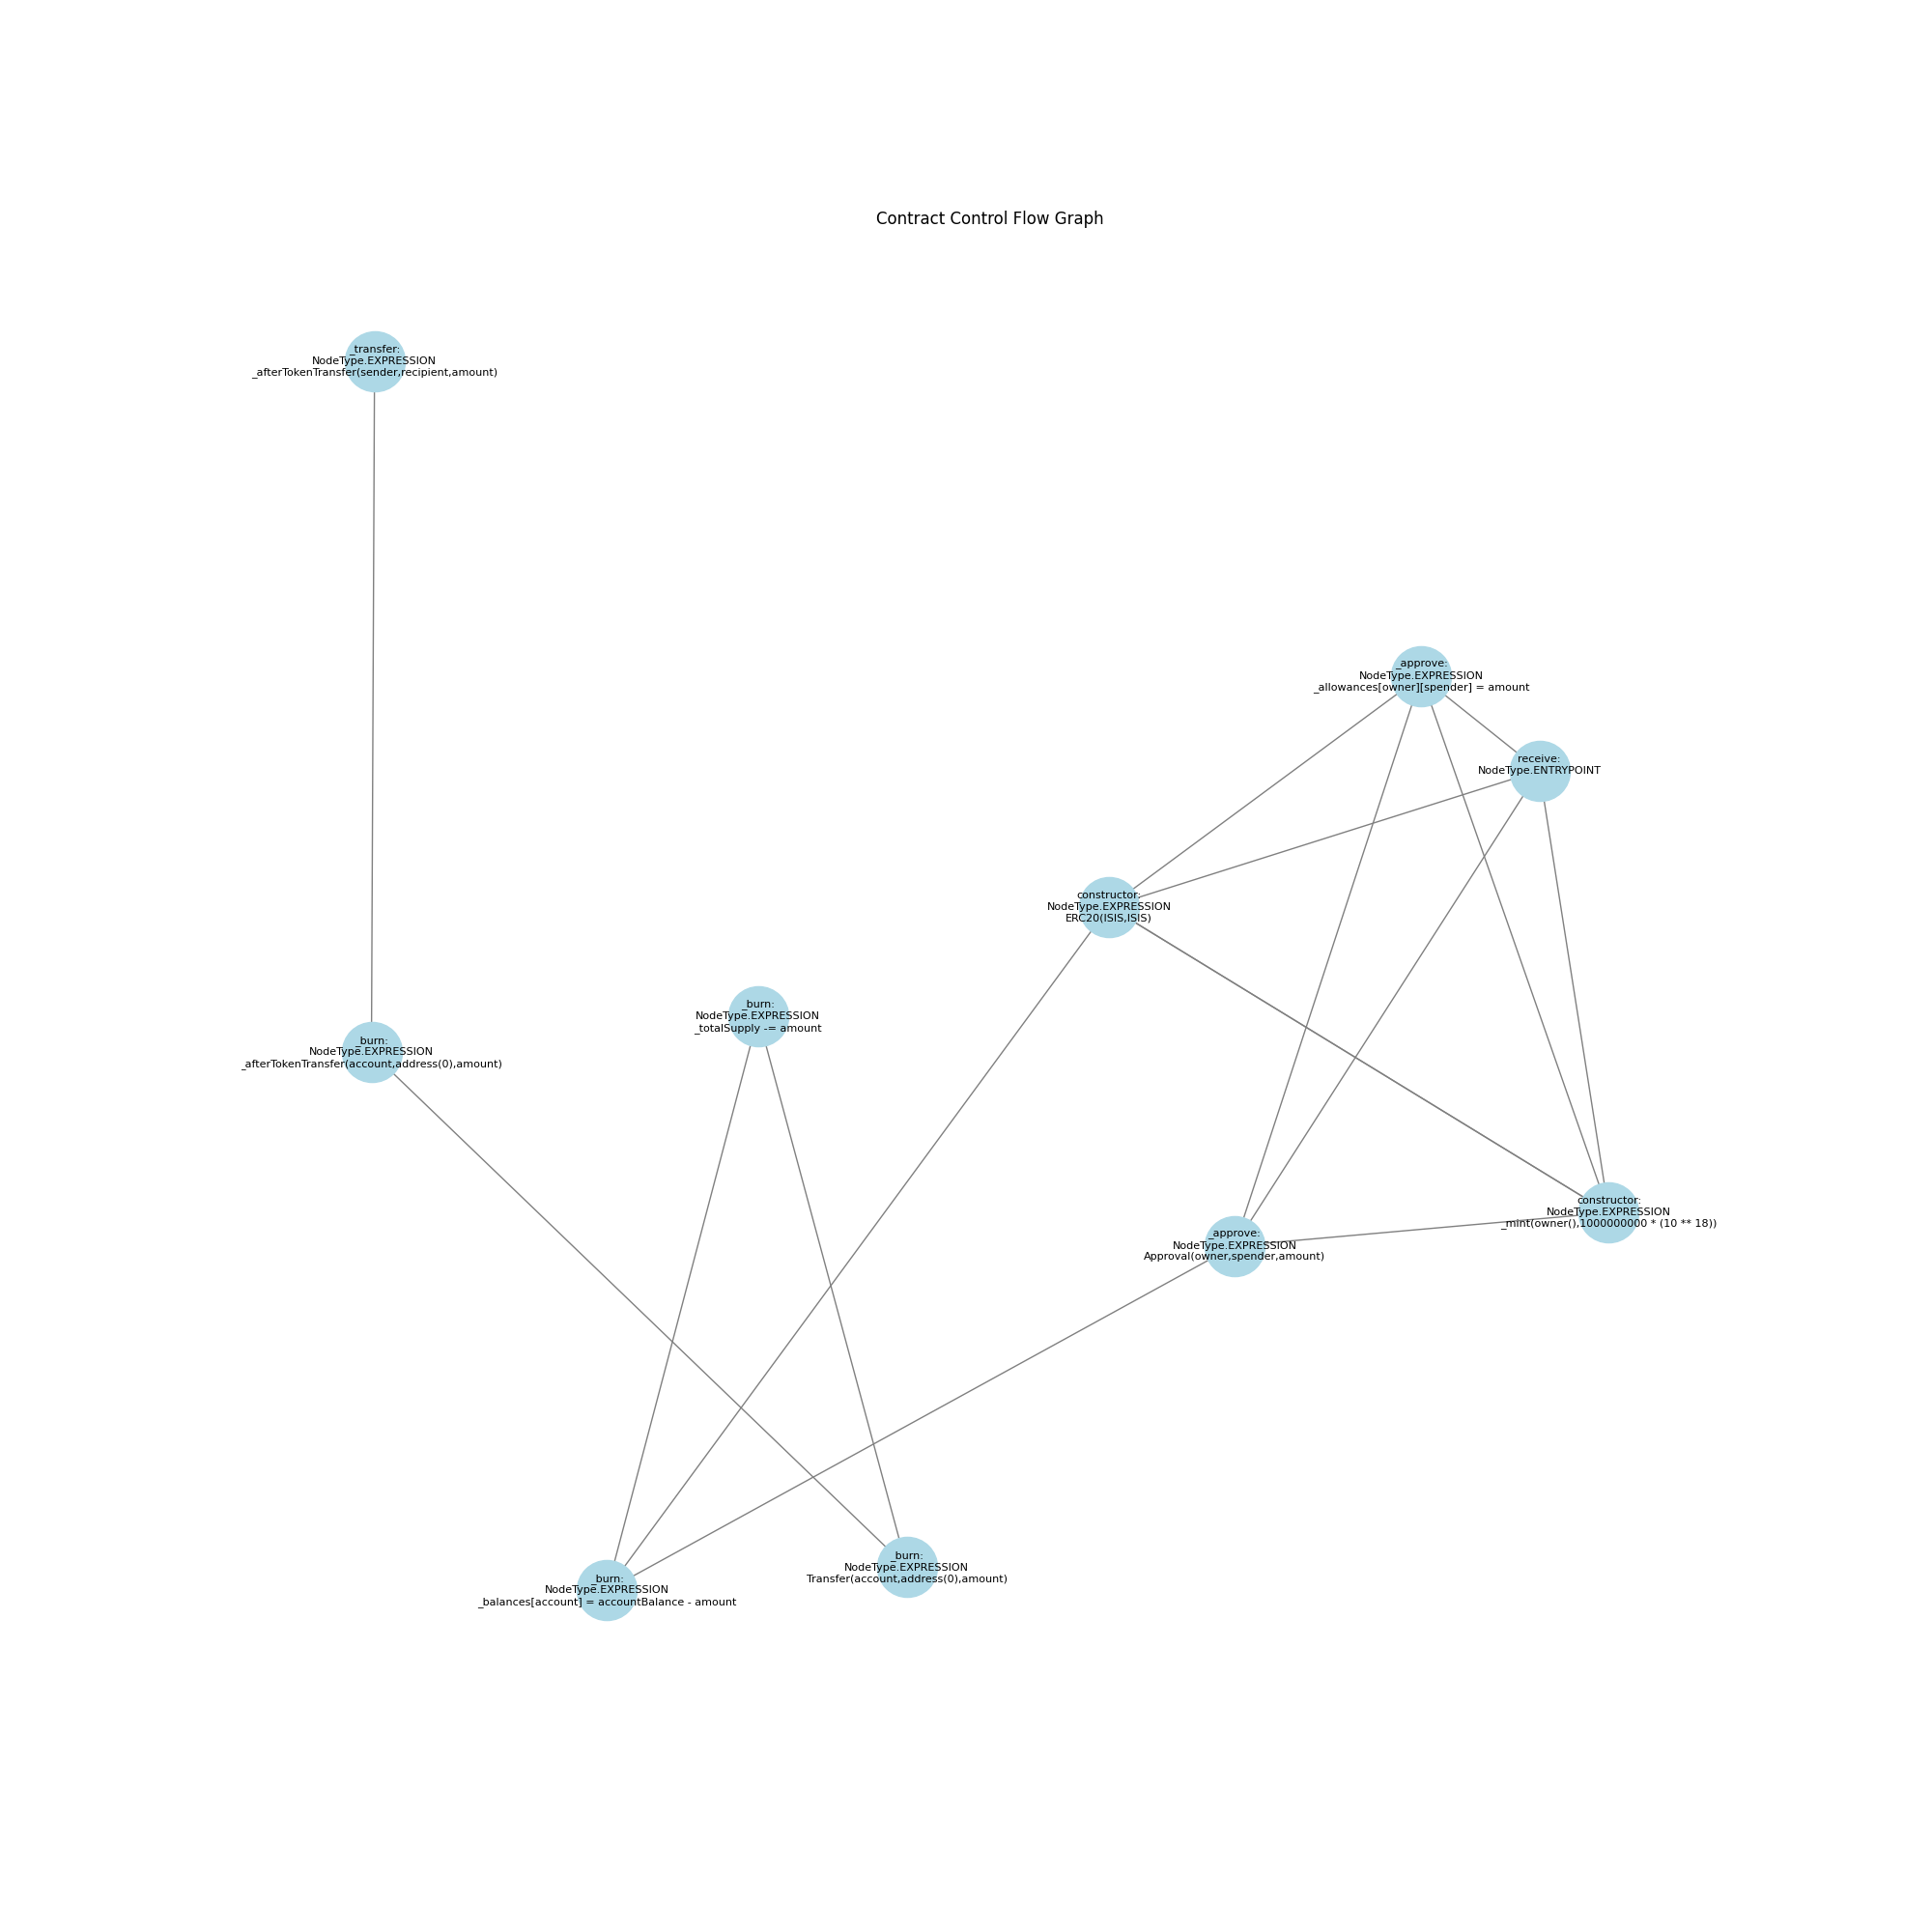 Contract Control Flow Graph
_transfer:
NodeType.EXPRESSION
_afterTokenTransfer(sender,recipient,amount)
_approve:
NodeType.EXPRESSION
_allowances[owner][spender] = amount
receive:
NodeType.ENTRYPOINT
constructor:
NodeType.EXPRESSION
ERC20(ISIS,ISIS)
_burn:
NodeType.EXPRESSION
_totalSupply -= amount
_burn:
NodeType.EXPRESSION
_afterTokenTransfer(account,address(0),amount)
constructor:
NodeType.EXPRESSION
_mint(owner(),1000000000 * (10 ** 18))
_approve:
NodeType.EXPRESSION
Approval(owner,spender,amount)
_burn:
NodeType.EXPRESSION
Transfer(account,address(0),amount)
_burn:
NodeType.EXPRESSION
_balances[account] = accountBalance - amount